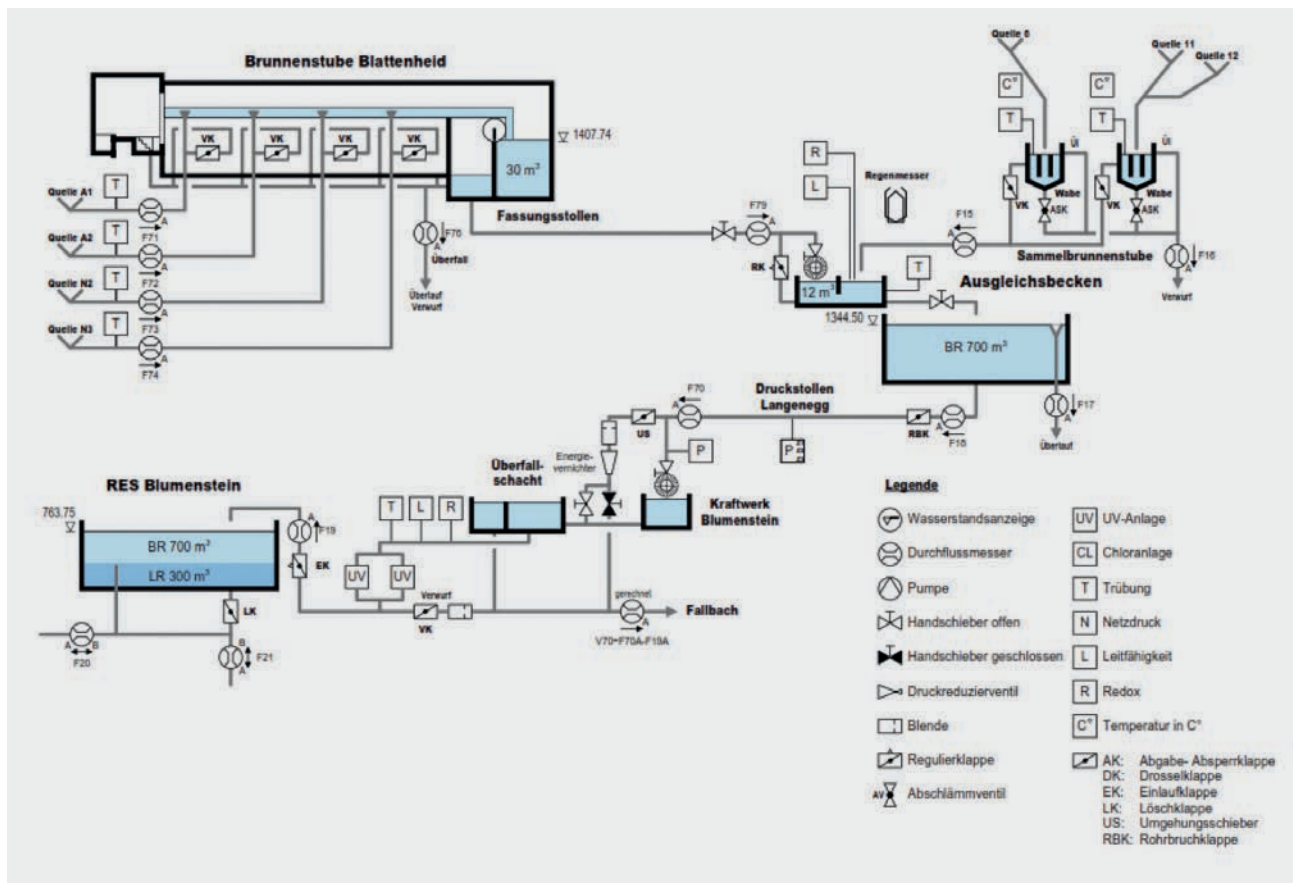 Brunnenstube Blattenheid
VK
VK
VK
VK
30 m³
1407.74
Quelle A1
T
A
F71
Quelle A2
T
A
F72
Quelle N2
T
A
F73
Quelle N3
T
A
F74
A
F75
Überfall
Überlauf
Verwurf
Fassungsstollen
Quelle 6
Quelle 11
Quelle 12
C°
C°
T
T
Ül
Ül
VK
Wabe
VK
Wabe
ASK
ASK
R
L
Regenmesser
F79
A
F15
A
Sammelbrunnenstube
F16
A
Verwurf
RK
12 m³
T
Ausgleichsbecken
1344.50
BR 700 m³
F17
A
Überlauf
F70
A
US
Druckstollen
Langenegg
RBK
A
P
P
Energie-
vernichter
Überfall-
schacht
Kraftwerk
Blumenstein
RES Blumenstein
763.75
BR 700 m³
LR 300 m³
A
F19
EK
T
L
R
UV
UV
Verwurf
VK
gerechnet
A
Fallbach
V70=F70A-F19A
LK
A
B
F20
B
F21
A
Legende
Wasserstandsanzeige
Durchflussmesser
Pumpe
Handschieber offen
Handschieber geschlossen
Druckreduzierventil
Blende
Regulierklappe
AV Abschlämmventil
UV UV-Anlage
CL Chloranlage
T Trübung
N Netzdruck
L Leitfähigkeit
R Redox
C° Temperatur in C°
AK: Abgabe- Absperrklappe
DK: Drosselklappe
EK: Einlaufklappe
LK: Löschklappe
US: Umgehungsschieber
RBK: Rohrbruchklappe